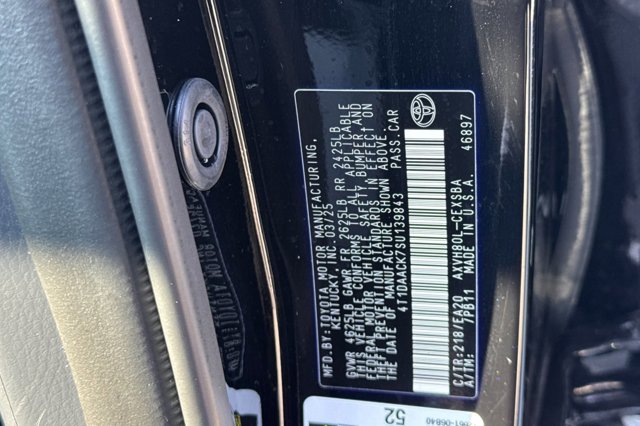 MFD.BY:TOYOTA MOTOR MANUFACTURING,
KENTUCKY, INC. 03/25
GVWR 4625LB GAWR FR 2625LB RR 2425LB
THIS VEHICLE CONFORMS TO ALL APPLICABLE
FEDERAL MOTOR VEHICLE SAFETY BUMPER AND
THEFT PREVENTION STANDARDS IN EFFECT ON
THE DATE OF MANUFACTURE SHOWN ABOVE.
4T1DAACK7SU139843 PASS.CAR
C/TR:218/EA20 AXVH80L-CEXSBA
A/TM: 7PB11 MADE IN U.S.A. 46897
52